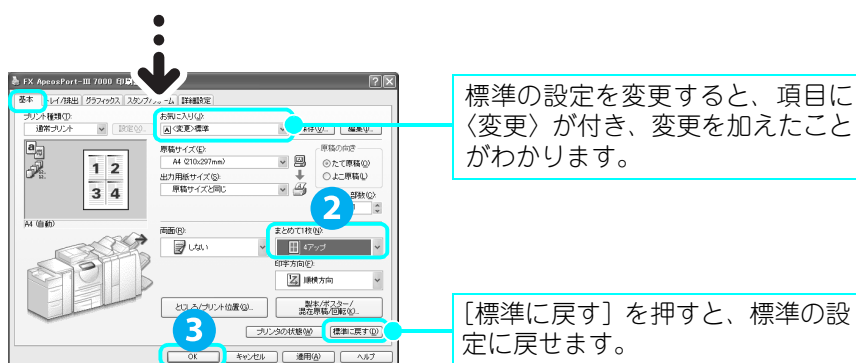 FX ApeosPort-III 7000
基本
グラフィックス
詳細設定
プリント種類(T):
お気に入り(J):
通常プリント
設定(O)...
<変更>標準
編集(I)...
原稿サイズ(E):
原稿の向き
A4 (210x297mm)
たて原稿(Q)
よこ原稿(L)
出力用紙サイズ(S):
原稿サイズと同じ
1 2
3 4
2
A4 (自動)
両面(R):
まとめて1枚(N):
しない
4アップ
印字方向(F):
順横方向
とじしろ/プリント位置(G)...
製本/ポスター/
混在原稿/回転(X)...
3
プリンタの状態(W)
標準に戻す(D)
OK
キャンセル
適用(A)
ヘルプ
標準の設定を変更すると、項目に
〈変更〉が付き、変更を加えたこと
がわかります。
[標準に戻す]を押すと、標準の設
定に戻せます。